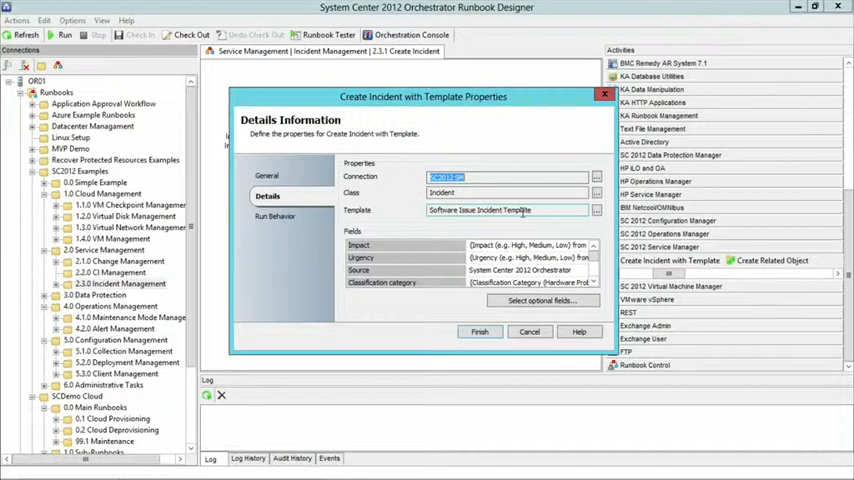 System Center 2012 Orchestrator Runbook Designer
Actions Edit Options View Help
Refresh Run Stop Check In Check Out Undo Check Out Runbook Tester Orchestration Console
Connections
Service Management | Incident Management | 2.3.1 Create Incident
Activities
OR01
Runbooks
Application Approval Workflow
Azure Example Runbooks
Datacenter Management
Linux Setup
MVP Demo
Recover Protected Resources Examples
SC2012 Examples
0.0 Simple Example
1.0 Cloud Management
1.1.0 VM Checkpoint Manageme
1.2.0 Virtual Disk Management
1.3.0 Virtual Network Managemen
1.4.0 VM Management
2.0 Service Management
2.1.0 Change Management
2.2.0 CI Management
2.3.0 Incident Management
3.0 Data Protection
4.0 Operations Management
4.1.0 Maintenance Mode Manage
4.2.0 Alert Management
5.0 Configuration Management
5.1.0 Collection Management
5.2.0 Deployment Management
5.3.0 Client Management
6.0 Administrative Tasks
SCDemo Cloud
0.0 Main Runbooks
0.1 Cloud Provisioning
0.2 Cloud Deprovisioning
99.1 Maintenance
1.0 Sub-Runbooks
Create Incident with Template Properties
Details Information
Define the properties for Create Incident with Template.
General
Details
Run Behavior
Properties
Connection SC2012 SM
Class Incident
Template Software Issue Incident Template
Fields
Impact {Impact (e.g. High, Medium, Low) from
Urgency {Urgency (e.g. High, Medium, Low) fron
Source System Center 2012 Orchestrator
Classification category {Classification Category (Hardware Prol
Select optional fields...
Finish Cancel Help
BMC Remedy AR System 7.1
KA Database Utilities
KA Data Manipulation
KA HTTP Applications
KA Runbook Management
Text File Management
Active Directory
SC 2012 Data Protection Manager
HP iLO and OA
HP Operations Manager
HP Service Manager
IBM Netcool/OMNIbus
SC 2012 Configuration Manager
SC 2012 Operations Manager
SC 2012 Service Manager
Create Incident with Template Create Related Object
SC 2012 Virtual Machine Manager
VMware vSphere
REST
Exchange Admin
Exchange User
FTP
Runbook Control
Log
Log Log History Audit History Events